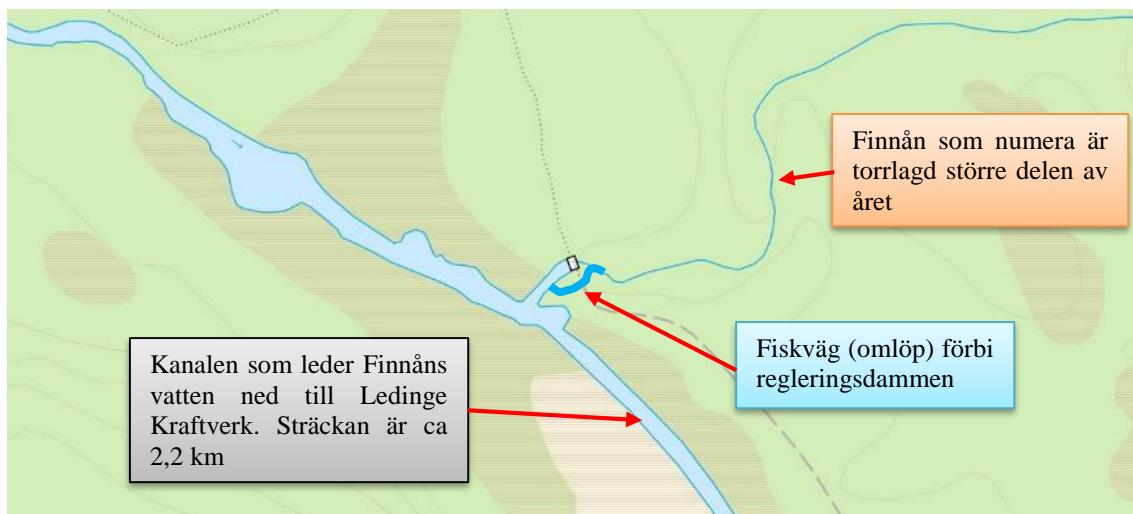 Finnån som numera är
torrlagd större delen av
året
Fiskväg (omlöp) förbi
regleringsdammen
Kanalen som leder Finnåns
vatten ned till Ledinge
Kraftverk. Sträckan är ca
2,2 km